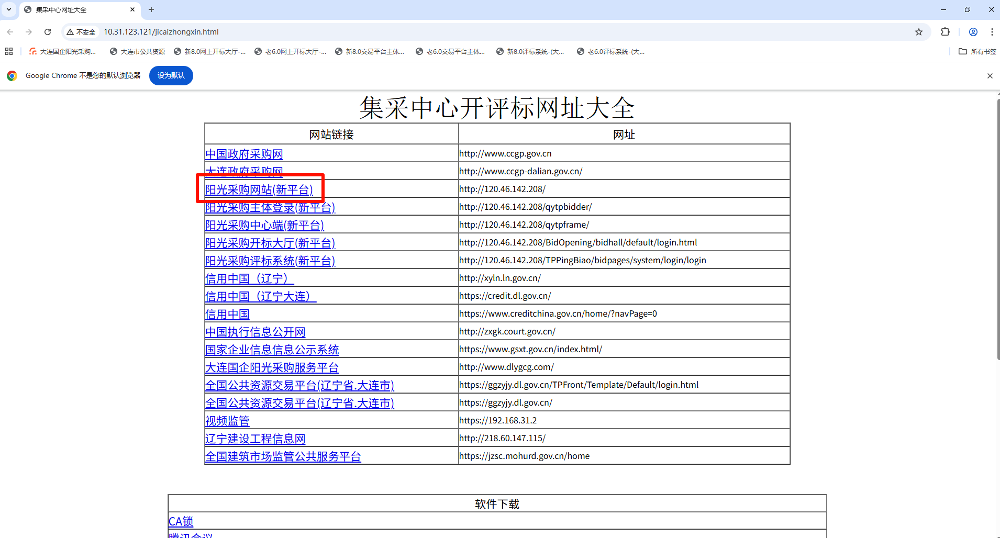 集采中心网址大全
不安全 10.31.123.121/jicaizhongxin.html
大连国企阳光采购... 大连市公共资源 新8.0网上开标大厅-... 老6.0网上开标大厅-... 新8.0交易平台主体... 老6.0交易平台主体... 新8.0评标系统-(大... 老6.0评标系统-(大... 所有书签
Google Chrome 不是您的默认浏览器 设为默认
集采中心开评标网址大全
网站链接 网址
中国政府采购网 http://www.ccgp.gov.cn
大连政府采购网 http://www.ccgp-dalian.gov.cn/
阳光采购网站(新平台) http://120.46.142.208/
阳光采购主体登录(新平台) http://120.46.142.208/qytpbidder/
阳光采购中心端(新平台) http://120.46.142.208/qytpframe/
阳光采购开标大厅(新平台) http://120.46.142.208/BidOpening/bidhall/default/login.html
阳光采购评标系统(新平台) http://120.46.142.208/TPPingBiao/bidpages/system/login/login
信用中国（辽宁） http://xyln.ln.gov.cn/
信用中国（辽宁大连） https://credit.dl.gov.cn/
信用中国 https://www.creditchina.gov.cn/home/?navPage=0
中国执行信息公开网 http://zxgk.court.gov.cn/
国家企业信息信息公示系统 https://www.gsxt.gov.cn/index.html/
大连国企阳光采购服务平台 http://www.dlygcg.com/
全国公共资源交易平台(辽宁省.大连市) https://ggzyjy.dl.gov.cn/TPFront/Template/Default/login.html
全国公共资源交易平台(辽宁省.大连市) https://ggzyjy.dl.gov.cn/
视频监管 https://192.168.31.2
辽宁建设工程信息网 http://218.60.147.115/
全国建筑市场监管公共服务平台 https://jzsc.mohurd.gov.cn/home
软件下载
CA锁
腾讯会议